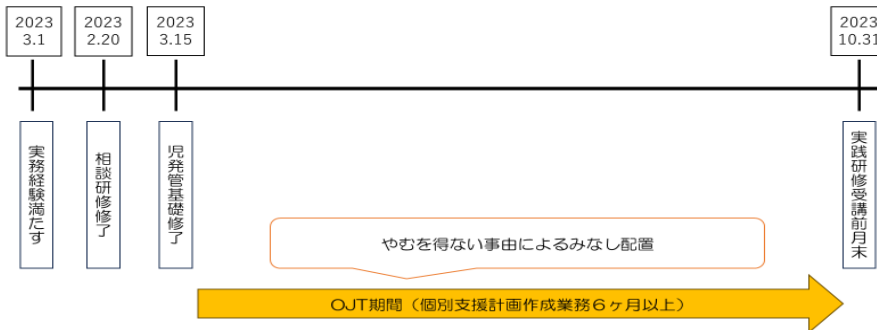 2023
3.1
2023
2.20
2023
3.15
2023
10.31
実務経験満たす
相談研修修了
児発管基礎修了
実践研修受講前月末
やむを得ない事由によるみなし配置
OJT期間（個別支援計画作成業務６ヶ月以上）